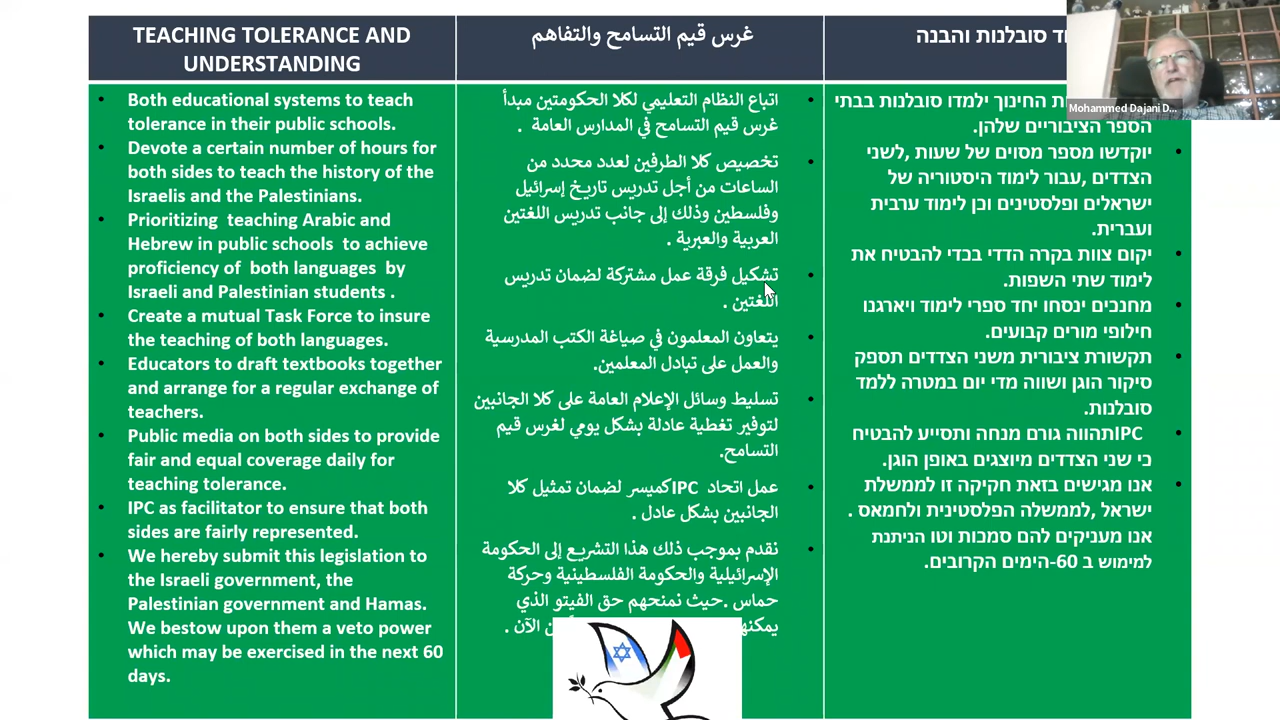 TEACHING TOLERANCE AND
UNDERSTANDING
Both educational systems to teach
tolerance in their public schools.
Devote a certain number of hours for
both sides to teach the history of the
Israelis and the Palestinians.
Prioritizing teaching Arabic and
Hebrew in public schools to achieve
proficiency of both languages by
Israeli and Palestinian students .
Create a mutual Task Force to insure
the teaching of both languages.
Educators to draft textbooks together
and arrange for a regular exchange of
teachers.
Public media on both sides to provide
fair and equal coverage daily for
teaching tolerance.
IPC as facilitator to ensure that both
sides are fairly represented.
We hereby submit this legislation to
the Israeli government, the
Palestinian government and Hamas.
We bestow upon them a veto power
which may be exercised in the next 60
days.
غرس قيم التسامح والتفاهم
اتباع النظام التعليمي لكلا الحكومتين مبدأ
غرس قيم التسامح في المدارس العامة .
تخصيص كلا الطرفين لعدد محدد من
الساعات من أجل تدريس تاريخ إسرائيل
وفلسطين وذلك إلى جانب تدريس اللغتين
العربية والعبرية .
تشكيل فرقة عمل مشتركة لضمان تدريس
اللغتين .
يتعاون المعلمون في صياغة الكتب المدرسية
والعمل على تبادل المعلمين.
تسليط وسائل الإعلام العامة على كلا الجانبين
لتوفير تغطية عادلة بشكل يومي لغرس قيم
التسامح.
عمل اتحاد IPCكميسر لضمان تمثيل كلا
الجانبين بشكل عادل .
نقدم بموجب ذلك هذا التشريع إلى الحكومة
الإسرائيلية والحكومة الفلسطينية وحركة
حماس .حيث نمنحهم حق الفيتو الذي
الآن .
סובלנות והבנה
החינוך ילמדו סובלנות בבתי
הספר הציבוריים שלהן.
יוקדשו מספר מסוים של שעות ,לשני
הצדדים ,עבור לימוד היסטוריה של
ישראלים ופלסטינים וכן לימוד ערבית
ועברית.
יקום צוות בקרה הדדי בכדי להבטיח את
לימוד שתי השפות.
מחנכים ינסחו יחד ספרי לימוד ויארגנו
חילופי מורים קבועים.
תקשורת ציבורית משני הצדדים תספק
סיקור הוגן ושווה מדי יום במטרה ללמד
סובלנות.
IPCתהווה גורם מנחה ותסייע להבטיח
כי שני הצדדים מיוצגים באופן הוגן.
אנו מגישים בזאת חקיקה זו לממשלת
ישראל ,לממשלה הפלסטינית ולחמאס .
אנו מעניקים להם סמכות וטו הניתנת
למימוש ב 60-הימים הקרובים.
Mohammed Dajani D...